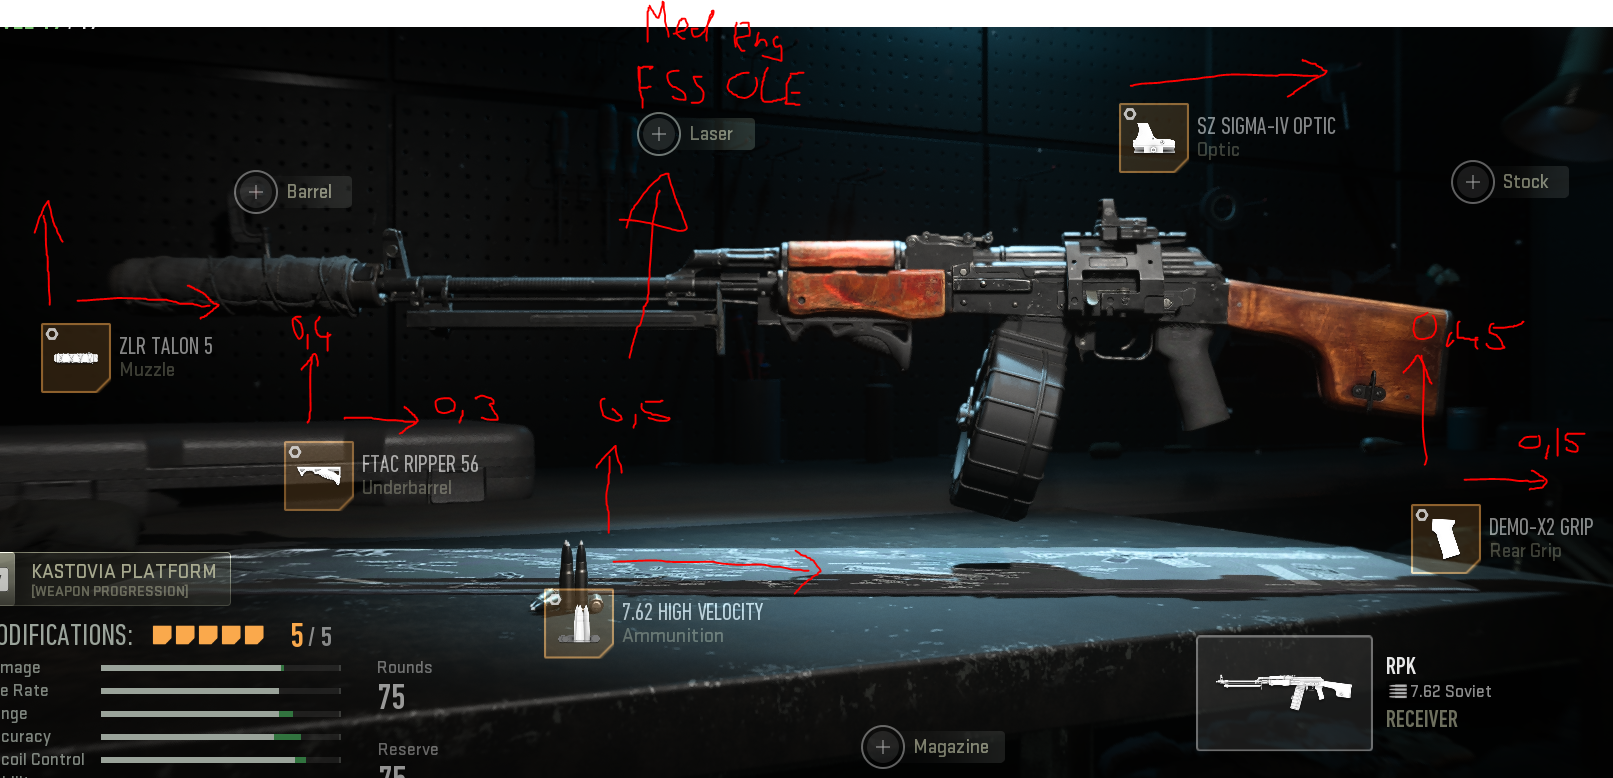 Med Rng
FSS OLE
Laser
SZ SIGMA-IV OPTIC
Optic
Barrel
Stock
ZLR TALON 5
Muzzle
0,4
0,3
0,5
0,45
0,15
FTAC RIPPER 56
Underbarrel
DEMO-X2 GRIP
Rear Grip
KASTOVIA PLATFORM
[WEAPON PROGRESSION]
7.62 HIGH VELOCITY
Ammunition
ODIFICATIONS: 5 / 5
mage
e Rate
nge
curacy
coil Control
Rounds
75
Reserve
75
RPK
7.62 Soviet
RECEIVER
Magazine